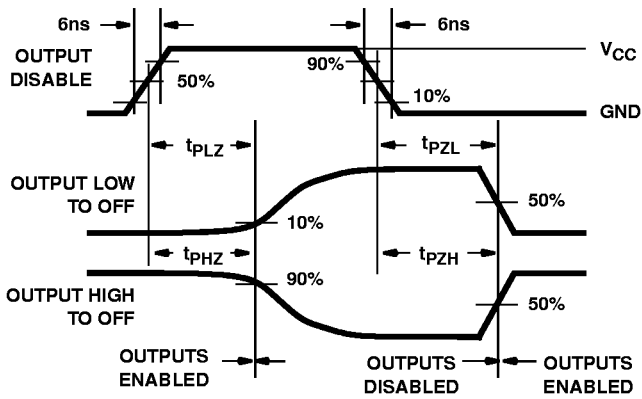 6ns
6ns
OUTPUT
DISABLE
50%
90%
10%
VCC
GND
tPLZ
tPZL
OUTPUT LOW
TO OFF
10%
50%
tPHZ
tPZH
OUTPUT HIGH
TO OFF
90%
50%
OUTPUTS
ENABLED
OUTPUTS
DISABLED
OUTPUTS
ENABLED